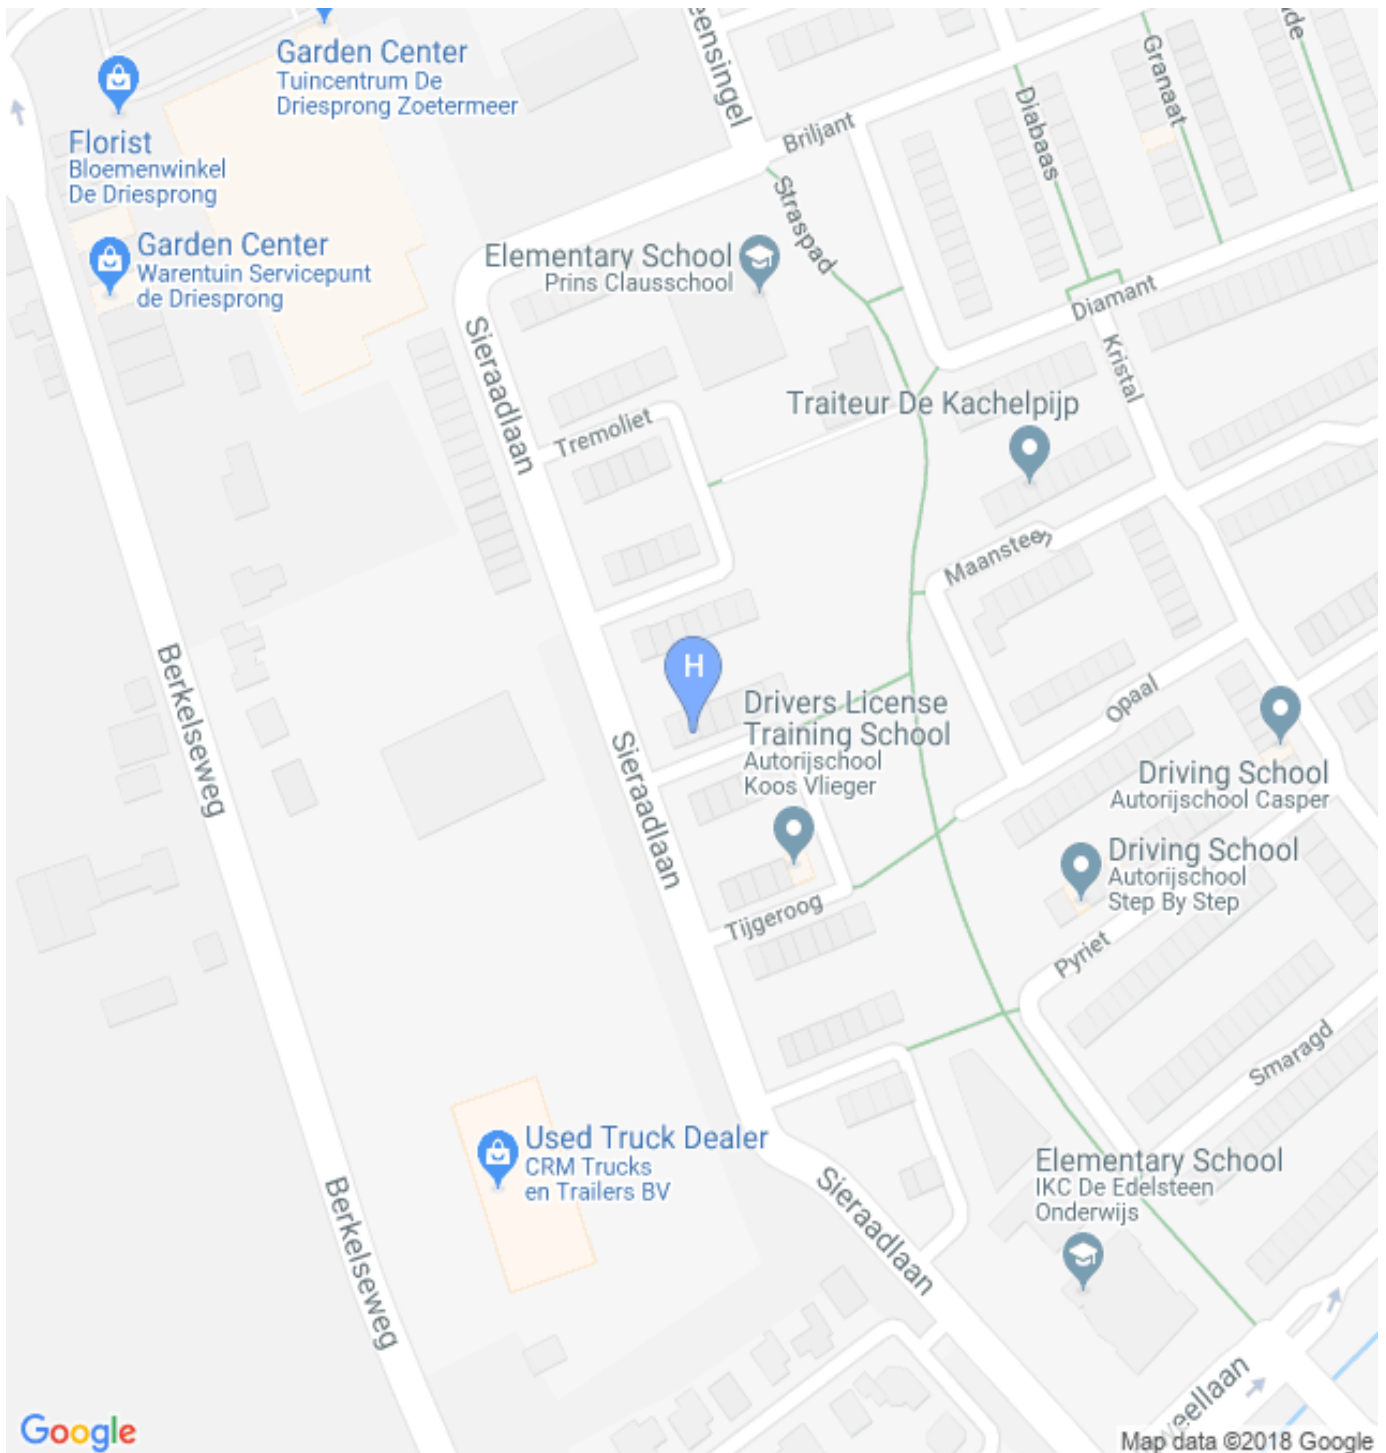 Garden Center
Tuincentrum De
Driesprong Zoetermeer
eensingel
Granaat
Diabaas
Briljant
Florist
Bloemenwinkel
De Driesprong
Straspad
Garden Center
Warentuin Servicepunt
de Driesprong
Elementary School
Prins Clausschool
Diamant
Kristal
Sieraadlaan
Tremoliet
Traiteur De Kachelpijp
Maansteen
Berkelseweg
H
Opaal
Drivers License
Training School
Autorijschool
Koos Vlieger
Sieraadlaan
Driving School
Autorijschool Casper
Driving School
Autorijschool
Step By Step
Tijgeroog
Pyriet
Smaragd
Used Truck Dealer
CRM Trucks
en Trailers BV
Elementary School
IKC De Edelsteen
Onderwijs
Berkelseweg
Sieraadlaan
weellaan
Google
Map data ©2018 Google